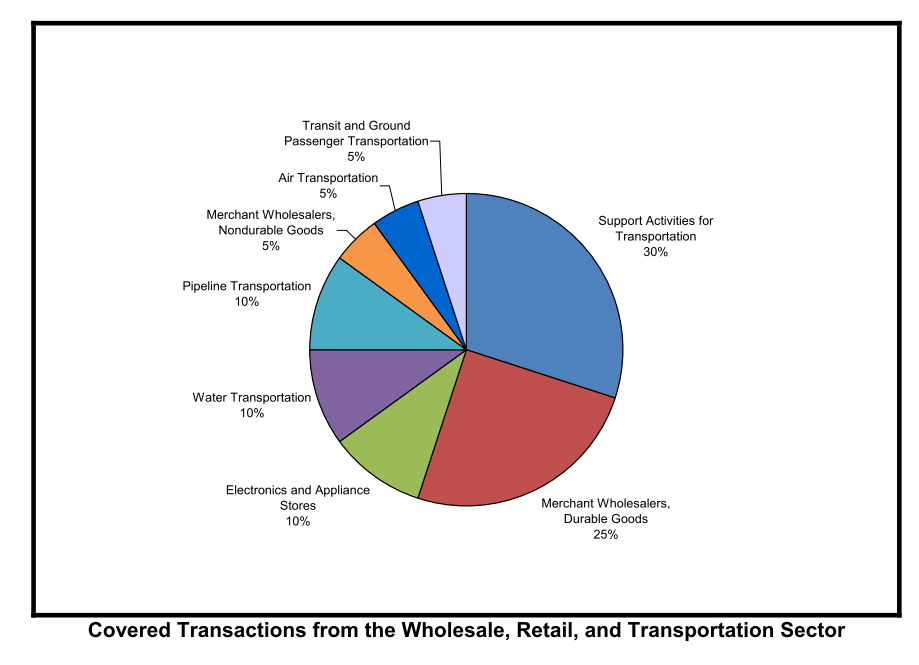 Transit and Ground
Passenger Transportation
5%
Air Transportation
5%
Merchant Wholesalers,
Nondurable Goods
5%
Pipeline Transportation
10%
Water Transportation
10%
Electronics and Appliance
Stores
10%
Support Activities for
Transportation
30%
Merchant Wholesalers,
Durable Goods
25%
Covered Transactions from the Wholesale, Retail, and Transportation Sector